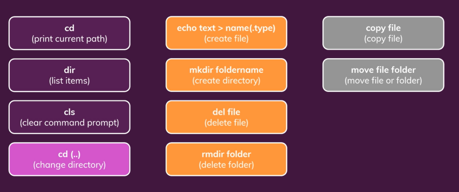 cd
(print current path)
dir
(list items)
cls
(clear command prompt)
cd (..)
(change directory)
echo text > name(.type)
(create file)
mkdir foldername
(create directory)
del file
(delete file)
rmdir folder
(delete folder)
copy file
(copy file)
move file folder
(move file or folder)